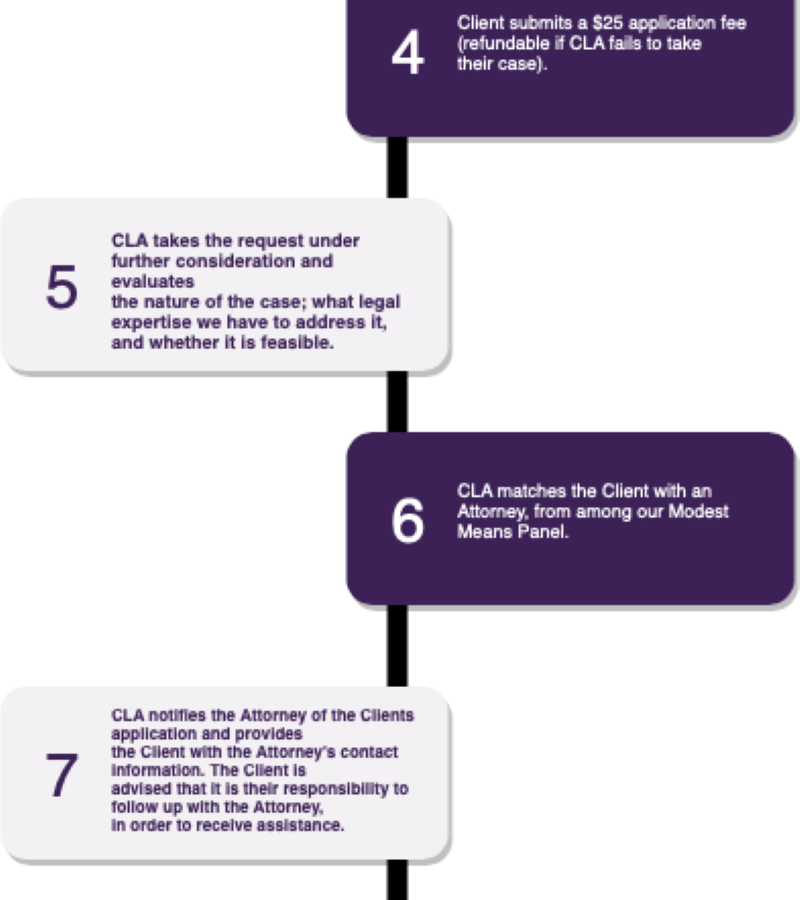 4
Client submits a $25 application fee
(refundable if CLA fails to take
their case).
5
CLA takes the request under
further consideration and
evaluates
the nature of the case; what legal
expertise we have to address it,
and whether it is feasible.
6
CLA matches the Client with an
Attorney, from among our Modest
Means Panel.
7
CLA notifies the Attorney of the Clients
application and provides
the Client with the Attorney's contact
information. The Client is
advised that it is their responsibility to
follow up with the Attorney,
in order to receive assistance.